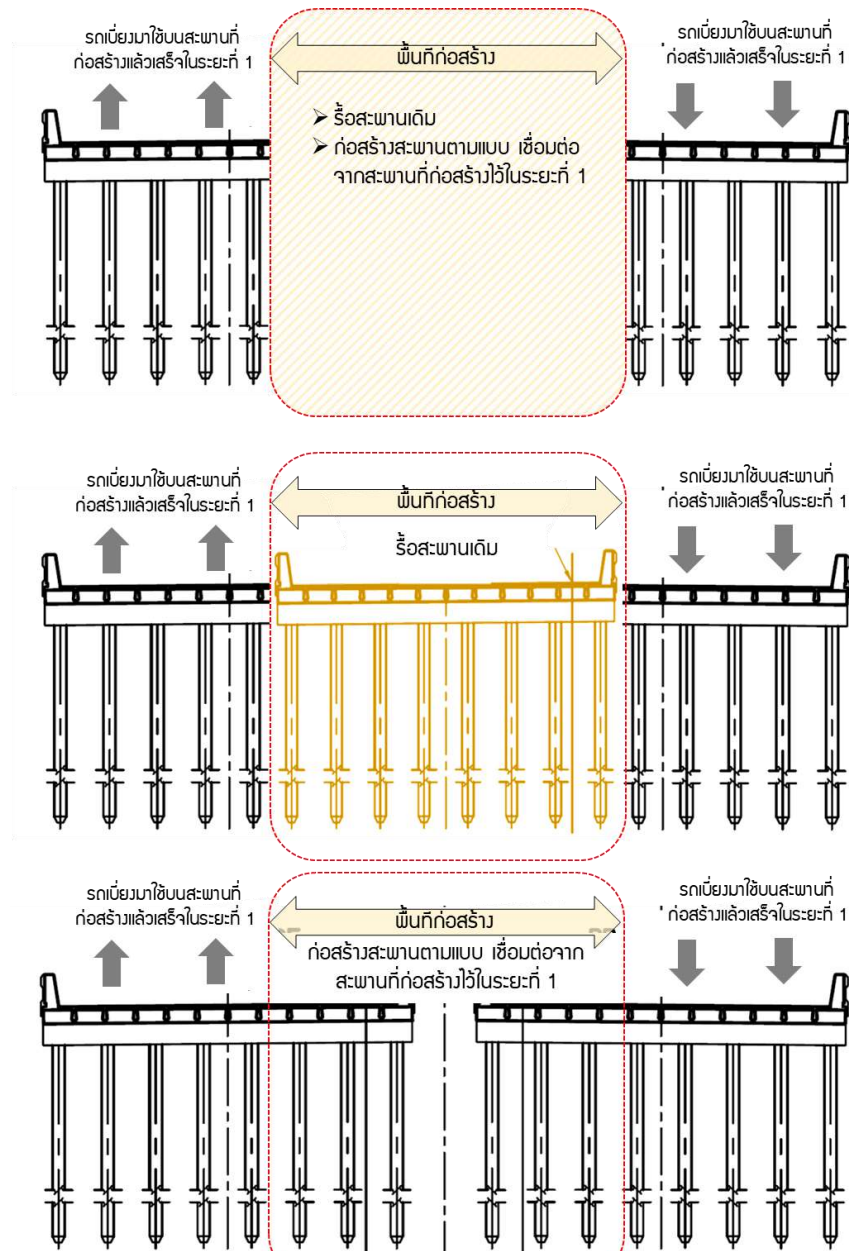 รถเบี่ยงมาใช้บนสะพานที่
ก่อสร้างแล้วเสร็จในระยะที่ 1
พื้นที่ก่อสร้าง
รถเบี่ยงมาใช้บนสะพานที่
ก่อสร้างแล้วเสร็จในระยะที่ 1
➢ รื้อสะพานเดิม
➢ ก่อสร้างสะพานตามแบบ เชื่อมต่อ
จากสะพานที่ก่อสร้างไว้ในระยะที่ 1
รถเบี่ยงมาใช้บนสะพานที่
ก่อสร้างแล้วเสร็จในระยะที่ 1
พื้นที่ก่อสร้าง
รถเบี่ยงมาใช้บนสะพานที่
ก่อสร้างแล้วเสร็จในระยะที่ 1
รื้อสะพานเดิม
รถเบี่ยงมาใช้บนสะพานที่
ก่อสร้างแล้วเสร็จในระยะที่ 1
พื้นที่ก่อสร้าง
รถเบี่ยงมาใช้บนสะพานที่
ก่อสร้างแล้วเสร็จในระยะที่ 1
ก่อสร้างสะพานตามแบบ เชื่อมต่อจาก
สะพานที่ก่อสร้างไว้ในระยะที่ 1